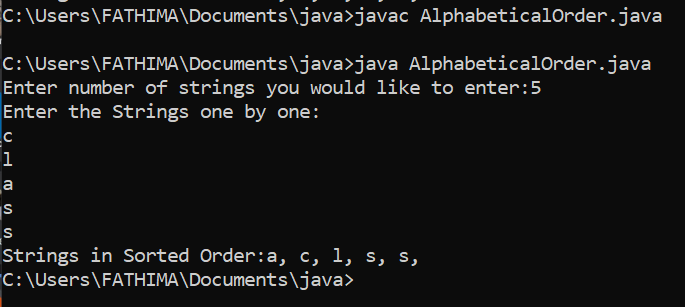 C:\Users\FATHIMA\Documents\java>javac AlphabeticalOrder.java
C:\Users\FATHIMA\Documents\java>java AlphabeticalOrder.java
Enter number of strings you would like to enter:5
Enter the Strings one by one:
c
l
a
s
s
Strings in Sorted Order:a, c, l, s, s,
C:\Users\FATHIMA\Documents\java>